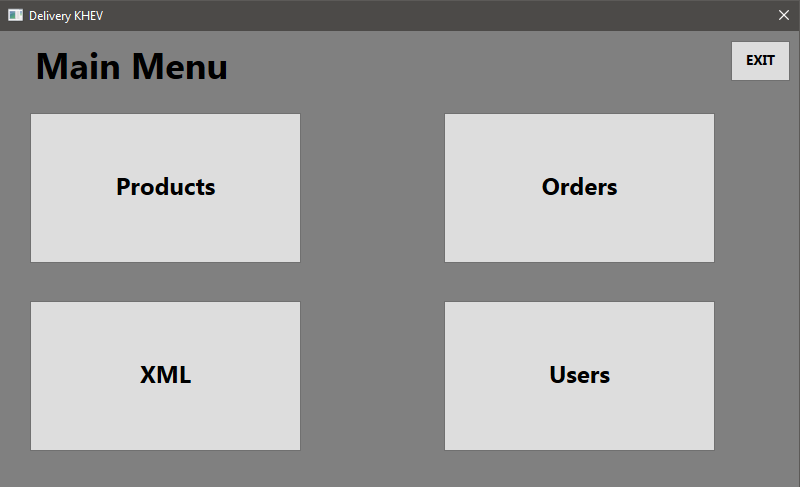 Delivery KHEV
Main Menu
EXIT
Products
Orders
XML
Users